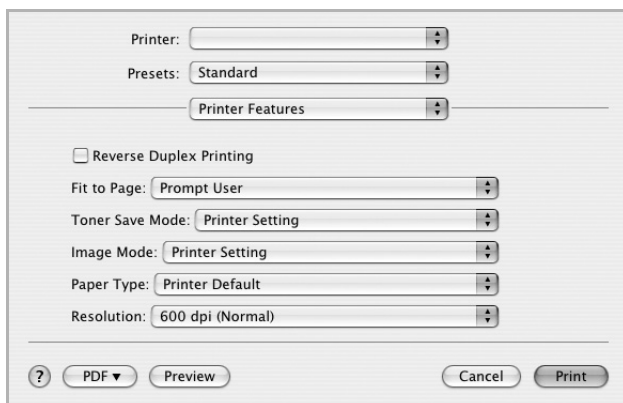 Printer:
Presets: Standard
Printer Features
Reverse Duplex Printing
Fit to Page: Prompt User
Toner Save Mode: Printer Setting
Image Mode: Printer Setting
Paper Type: Printer Default
Resolution: 600 dpi (Normal)
? PDF ▼ Preview Cancel Print